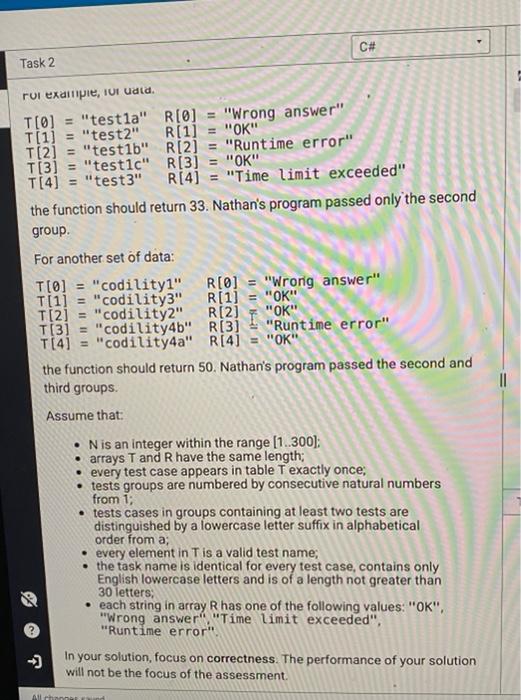 C#
Task 2
For example, for data:
T[0] = "test1a" R[0] = "Wrong answer"
T[1] = "test2" R[1] = "OK"
T[2] = "test1b" R[2] = "Runtime error"
T[3] = "test1c" R[3] = "OK"
T[4] = "test3" R[4] = "Time limit exceeded"
the function should return 33. Nathan's program passed only the second
group.
For another set of data:
T[0] = "codility1" R[0] = "Wrong answer"
T[1] = "codility3" R[1] = "OK"
T[2] = "codility2" R[2] = "OK"
T[3] = "codility4b" R[3] = "Runtime error"
T[4] = "codility4a" R[4] = "OK"
the function should return 50. Nathan's program passed the second and
third groups.
Assume that:
• N is an integer within the range [1..300];
• arrays T and R have the same length;
• every test case appears in table T exactly once;
• tests groups are numbered by consecutive natural numbers
from 1;
• tests cases in groups containing at least two tests are
distinguished by a lowercase letter suffix in alphabetical
order from a;
• every element in T is a valid test name;
• the task name is identical for every test case, contains only
English lowercase letters and is of a length not greater than
30 letters;
• each string in array R has one of the following values: "OK",
"Wrong answer", "Time limit exceeded",
"Runtime error".
In your solution, focus on correctness. The performance of your solution
will not be the focus of the assessment.
All changes saved